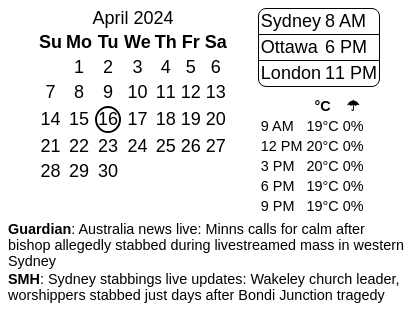 April 2024
Su Mo Tu We Th Fr Sa
1 2 3 4 5 6
7 8 9 10 11 12 13
14 15 16 17 18 19 20
21 22 23 24 25 26 27
28 29 30
Sydney 8 AM
Ottawa 6 PM
London 11 PM
°C ☂
9 AM 19°C 0%
12 PM 20°C 0%
3 PM 20°C 0%
6 PM 19°C 0%
9 PM 19°C 0%
Guardian: Australia news live: Minns calls for calm after
bishop allegedly stabbed during livestreamed mass in western
Sydney
SMH: Sydney stabbings live updates: Wakeley church leader,
worshippers stabbed just days after Bondi Junction tragedy